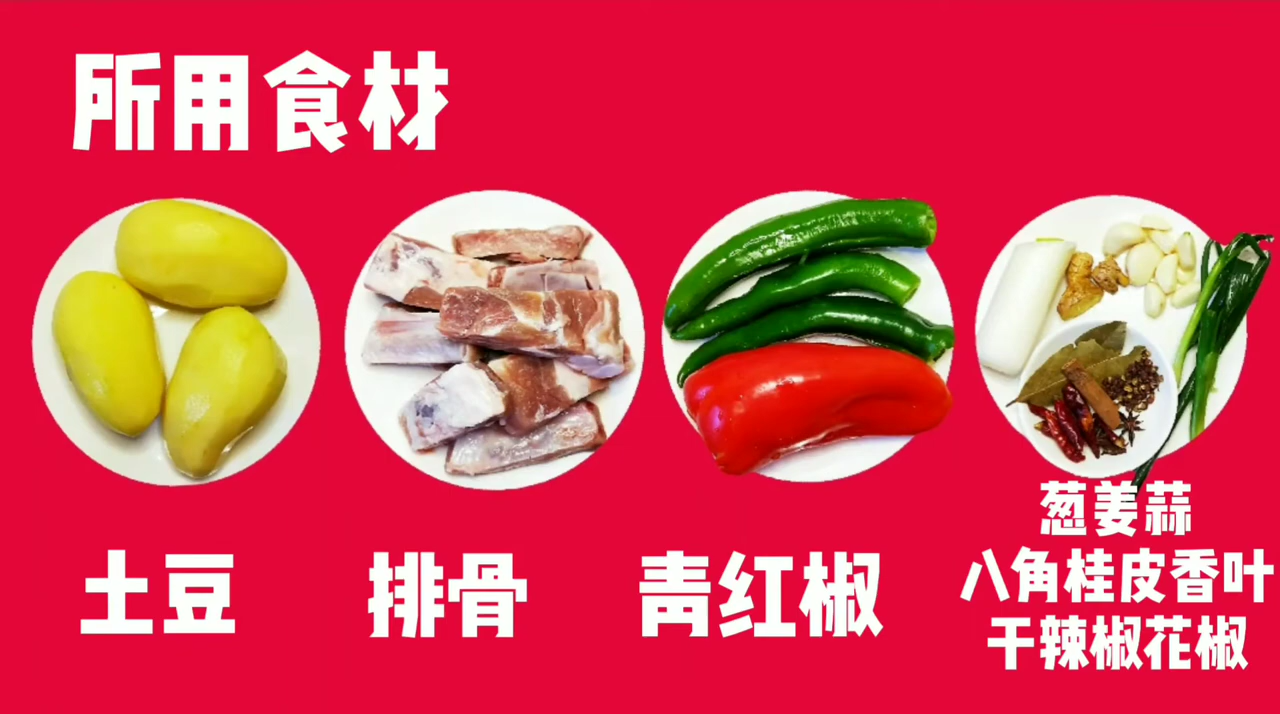 所用食材
土豆
排骨
青红椒
葱姜蒜
八角桂皮香叶
干辣椒花椒